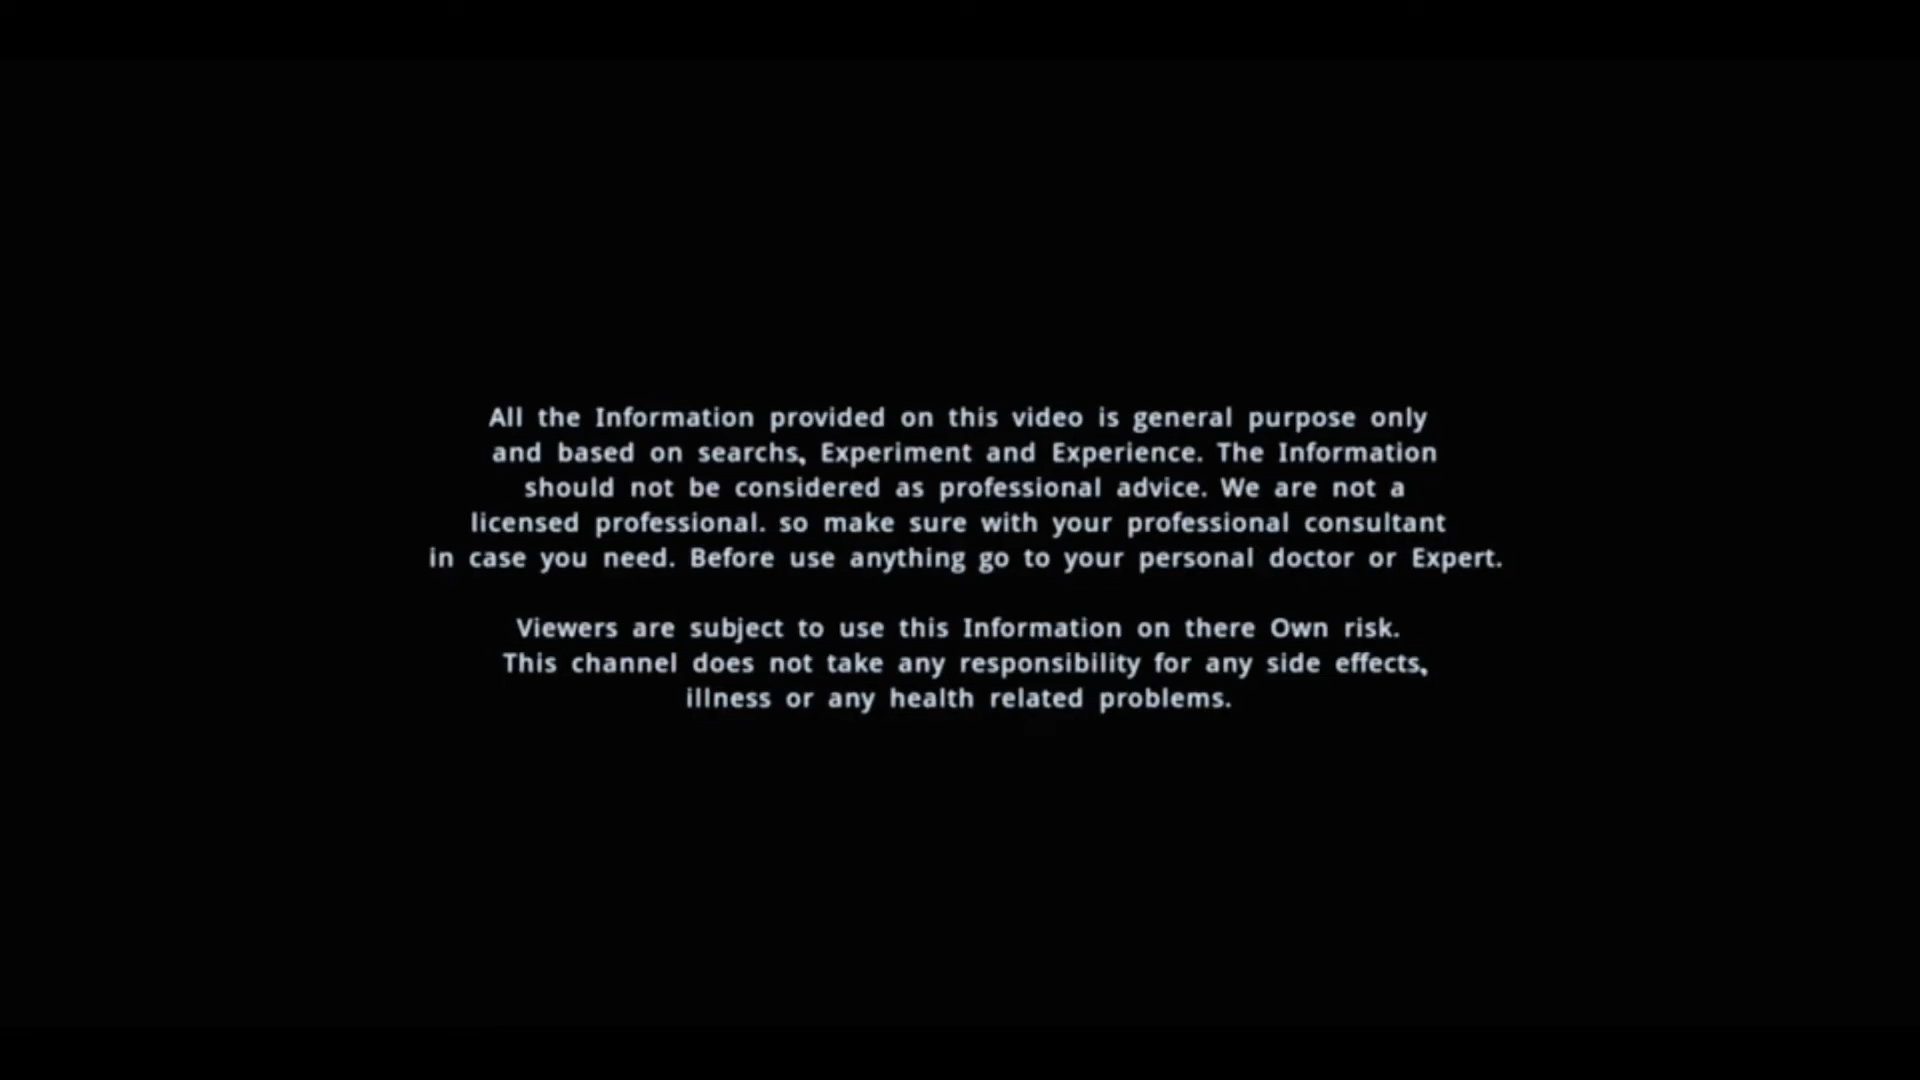 All the Information provided on this video is general purpose only
and based on searchs, Experiment and Experience. The Information
should not be considered as professional advice. We are not a
licensed professional. so make sure with your professional consultant
in case you need. Before use anything go to your personal doctor or Expert.
Viewers are subject to use this Information on there Own risk.
This channel does not take any responsibility for any side effects,
illness or any health related problems.